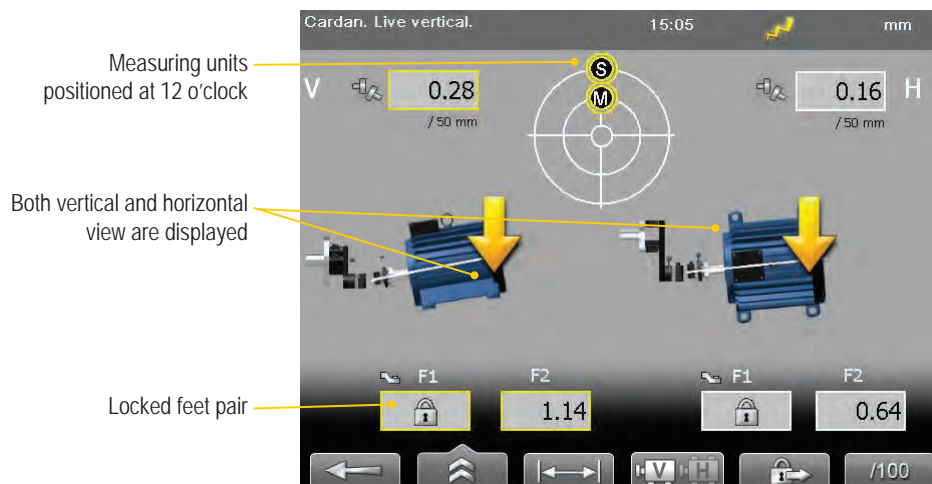 Cardan. Live vertical. 15:05 mm
Measuring units
positioned at 12 o'clock
V 0.28 S 0.16 H
M
/ 50 mm / 50 mm
Both vertical and horizontal
view are displayed
F1 F2 F1 F2
Locked feet pair
1.14 0.64
V H /100